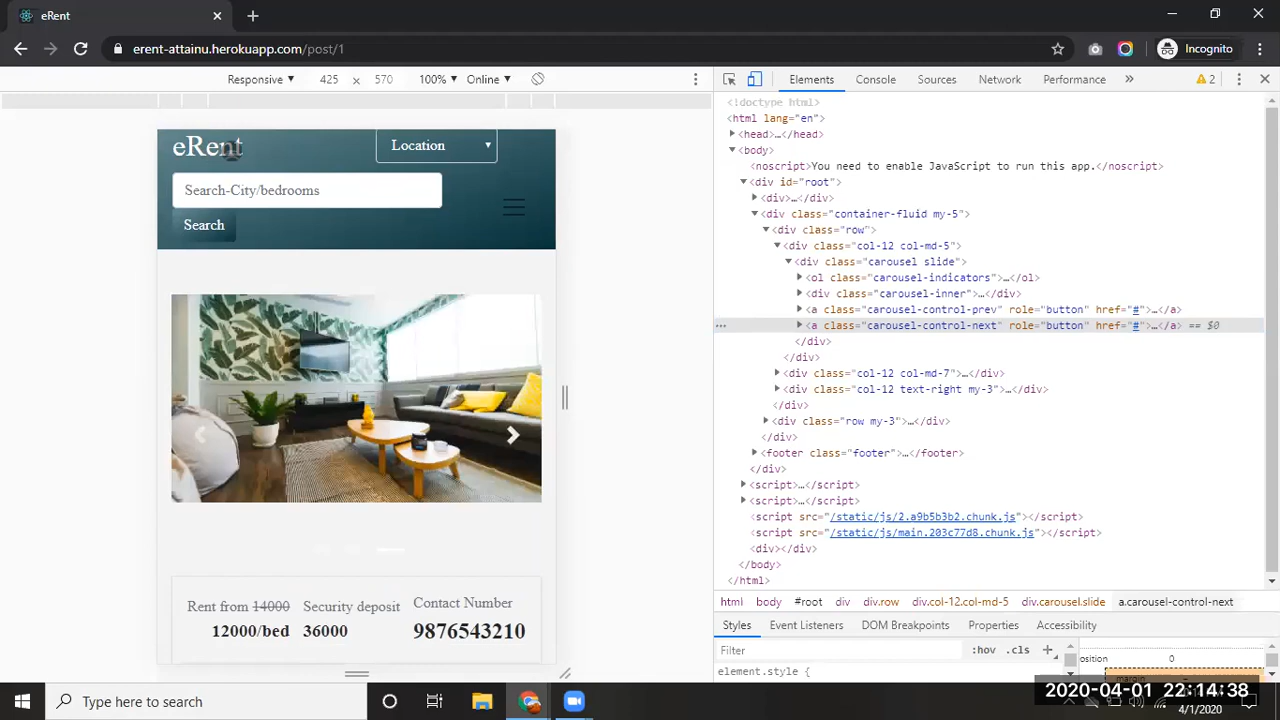 eRent
erent-attainu.herokuapp.com/post/1
Incognito
Responsive 425 × 570 100% Online
Elements Console Sources Network Performance » 2
eRent Location
Search-City/bedrooms
Search
Rent from 14000 Security deposit Contact Number
12000/bed 36000 9876543210
<!doctype html>
<html lang="en">
<head>…</head>
<body>
<noscript>You need to enable JavaScript to run this app.</noscript>
<div id="root">
<div>…</div>
<div class="container-fluid my-5">
<div class="row">
<div class="col-12 col-md-5">
<div class="carousel slide">
<ol class="carousel-indicators">…</ol>
<div class="carousel-inner">…</div>
<a class="carousel-control-prev" role="button" href="#">…</a>
<a class="carousel-control-next" role="button" href="#">…</a> == $0
</div>
</div>
<div class="col-12 col-md-7">…</div>
<div class="col-12 text-right my-3">…</div>
</div>
<div class="row my-3">…</div>
</div>
<footer class="footer">…</footer>
</div>
<script>…</script>
<script>…</script>
<script src="/static/js/2.a9b5b3b2.chunk.js"></script>
<script src="/static/js/main.203c77d8.chunk.js"></script>
<div></div>
</body>
</html>
html body #root div div.row div.col-12.col-md-5 div.carousel.slide a.carousel-control-next
Styles Event Listeners DOM Breakpoints Properties Accessibility
Filter :hov .cls +
element.style {
osition 0
Type here to search
2020-04-01 22:14:38
4/1/2020